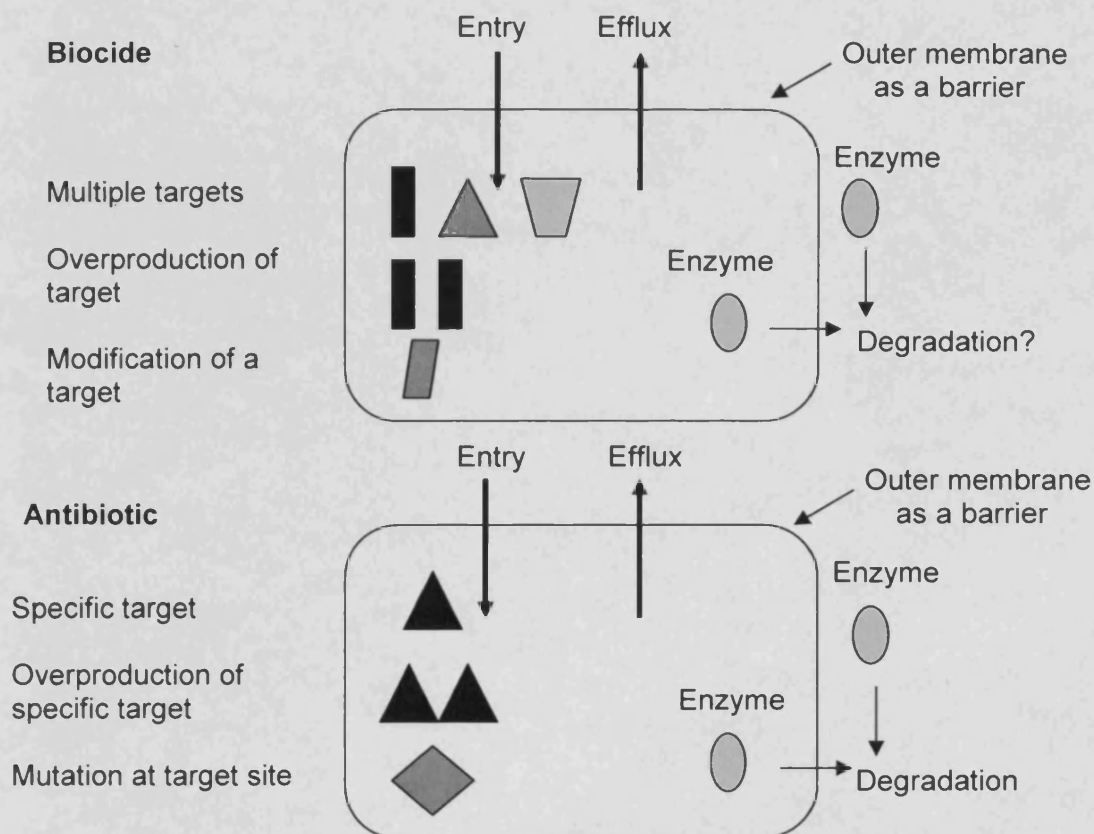 Entry
Efflux
Biocide
Outer membrane
as a barrier
Enzyme
Multiple targets
Overproduction of
target
Enzyme
Degradation?
Modification of a
target
Entry
Efflux
Outer membrane
as a barrier
Antibiotic
Enzyme
Specific target
Overproduction of
specific target
Enzyme
Mutation at target site
Degradation